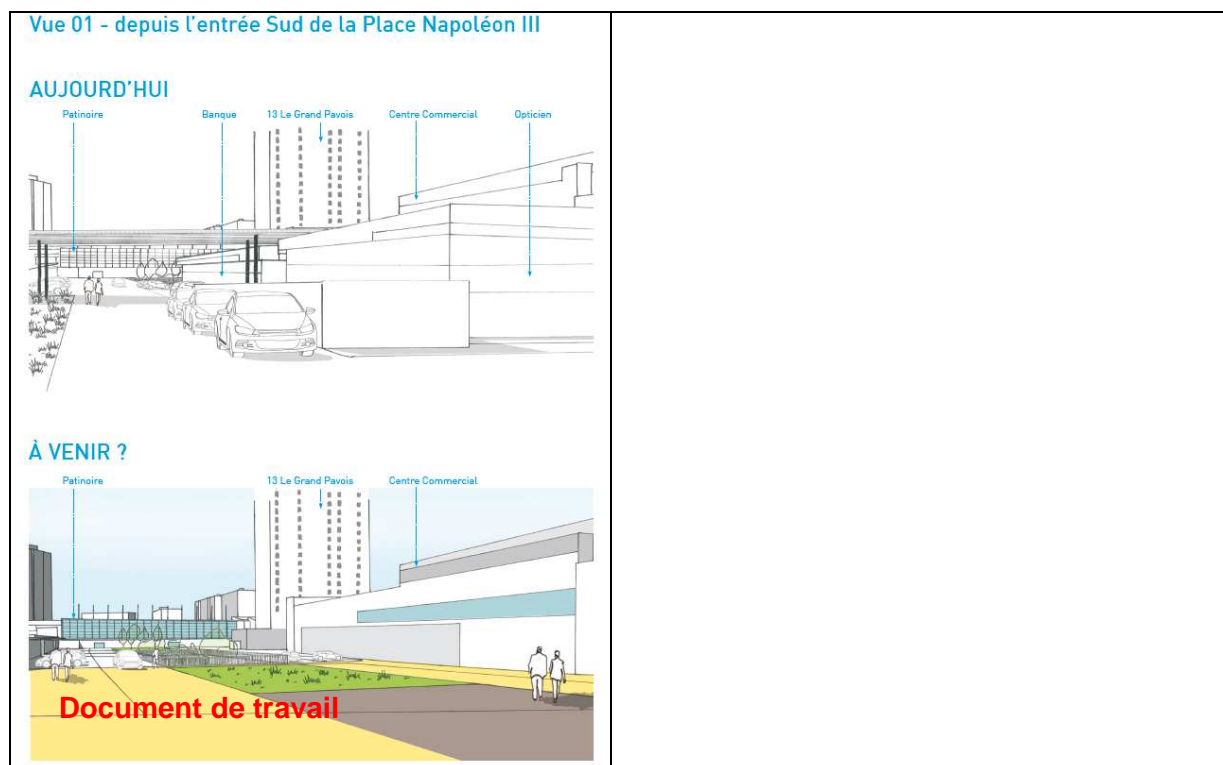 Vue 01 - depuis l'entrée Sud de la Place Napoléon III
AUJOURD'HUI
Patinoire Banque 13 Le Grand Pavois Centre Commercial Opticien
À VENIR ?
Patinoire 13 Le Grand Pavois Centre Commercial
Document de travail